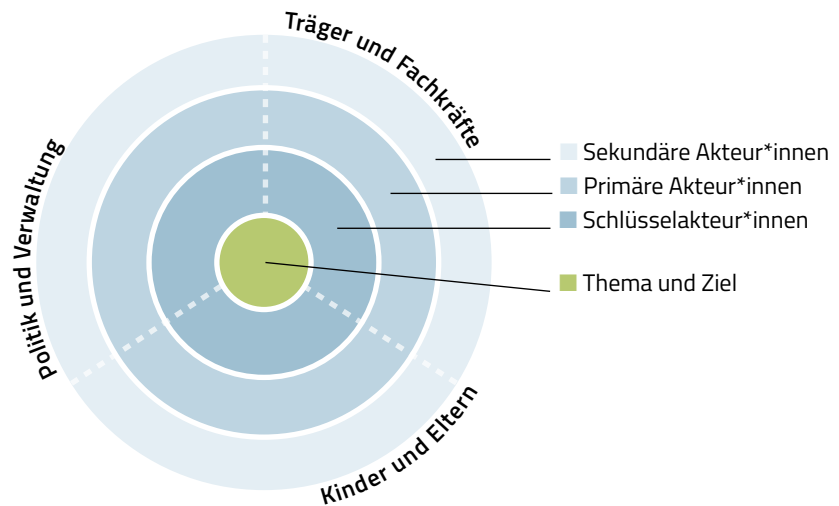 Träger und Fachkräfte
Politik und Verwaltung
Kinder und Eltern
Sekundäre Akteur*innen
Primäre Akteur*innen
Schlüsselakteur*innen
Thema und Ziel